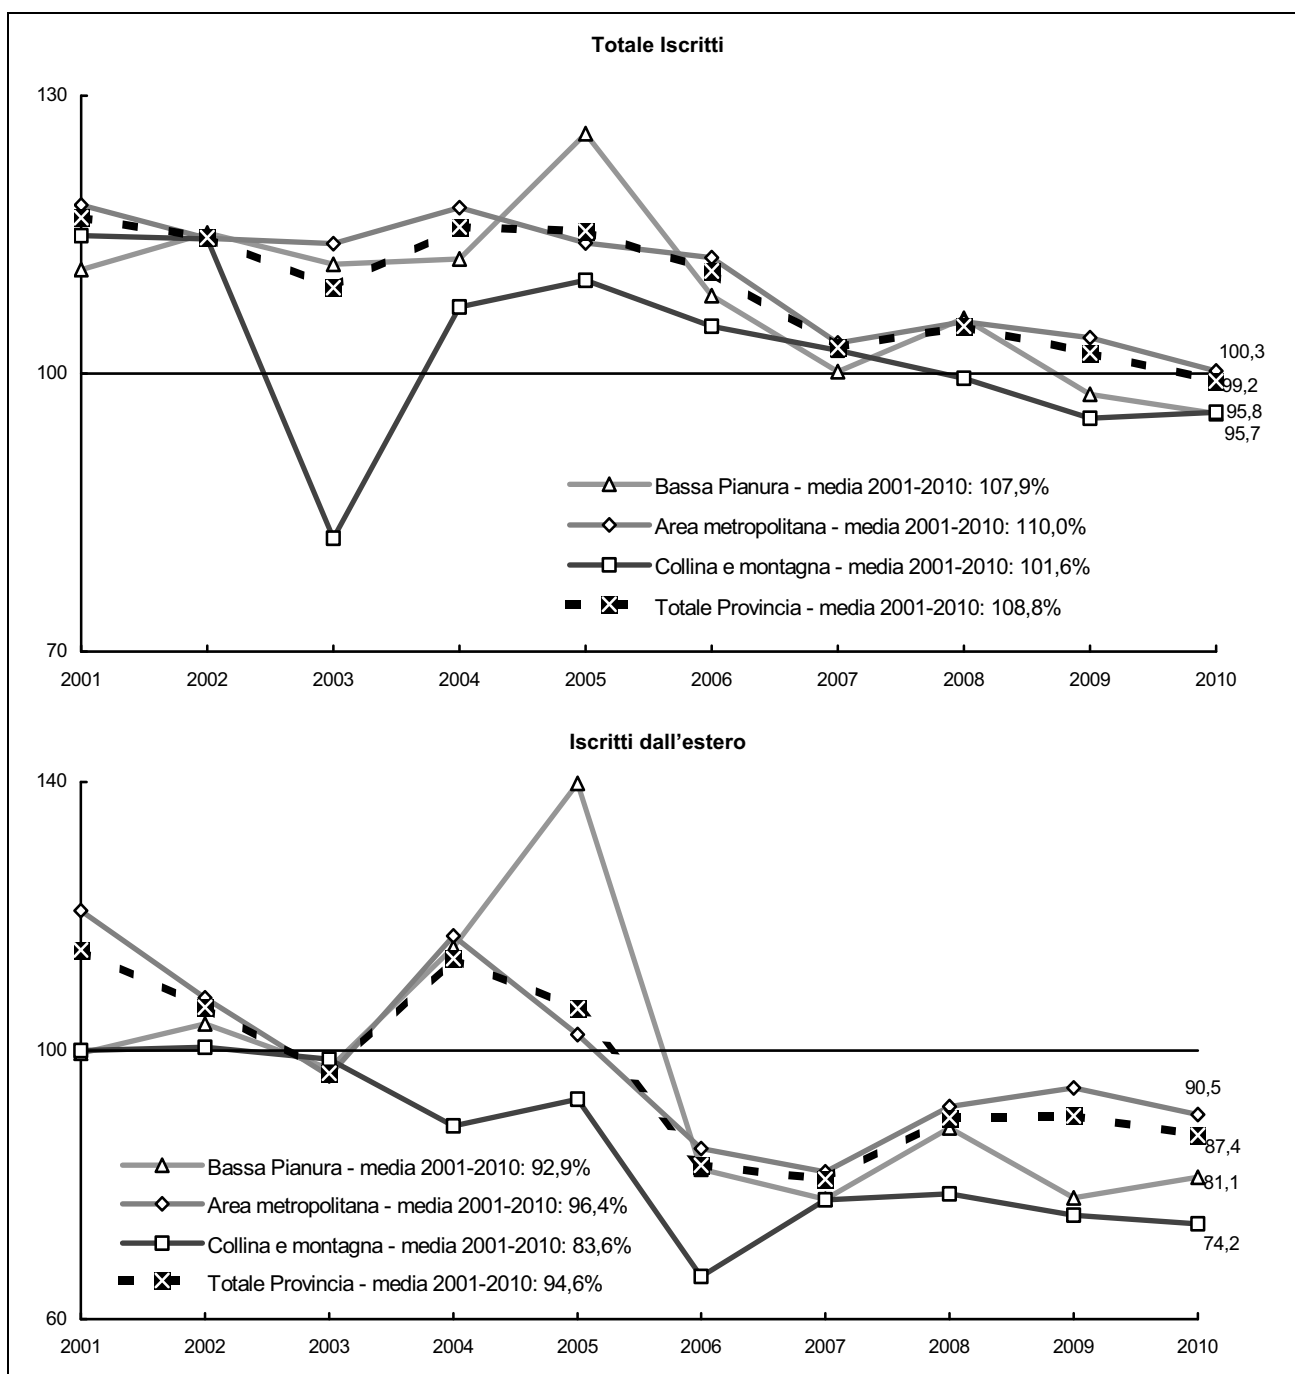 Totale Iscritti
130
100
70
100,3
99,2
95,8
95,7
Bassa Pianura - media 2001-2010: 107,9%
Area metropolitana - media 2001-2010: 110,0%
Collina e montagna - media 2001-2010: 101,6%
Totale Provincia - media 2001-2010: 108,8%
2001 2002 2003 2004 2005 2006 2007 2008 2009 2010
Iscritti dall’estero
140
100
60
90,5
87,4
81,1
74,2
Bassa Pianura - media 2001-2010: 92,9%
Area metropolitana - media 2001-2010: 96,4%
Collina e montagna - media 2001-2010: 83,6%
Totale Provincia - media 2001-2010: 94,6%
2001 2002 2003 2004 2005 2006 2007 2008 2009 2010